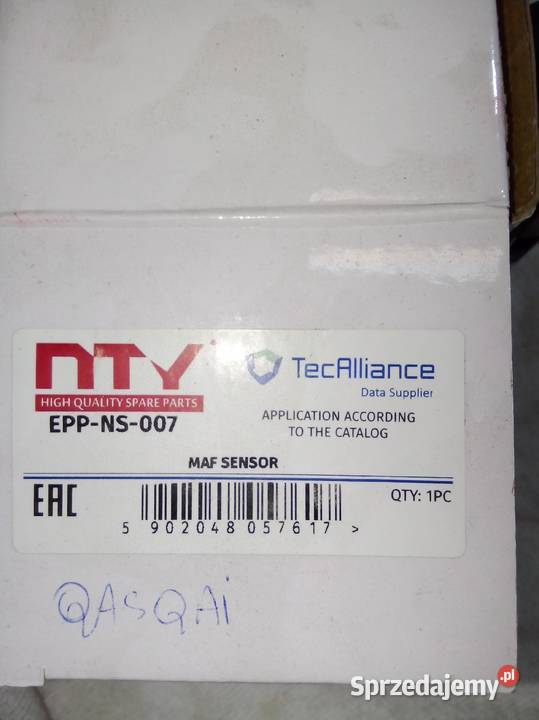 NTY
HIGH QUALITY SPARE PARTS
EPP-NS-007
TecAlliance
Data Supplier
APPLICATION ACCORDING
TO THE CATALOG
MAF SENSOR
EAC
QTY: 1PC
5 902048 057617 >
QASQAi
Sprzedajemy.pl